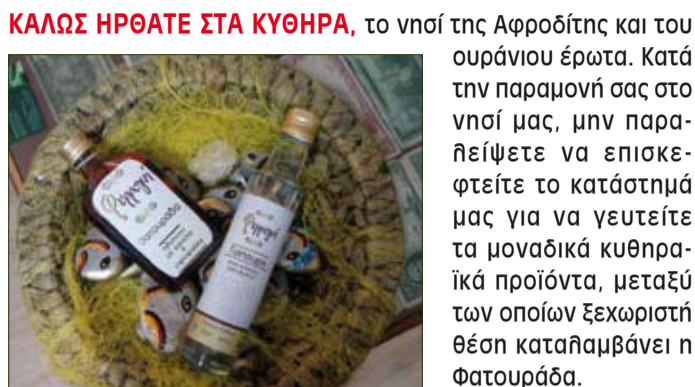 ΚΑΛΩΣ ΗΡΘΑΤΕ ΣΤΑ ΚΥΘΗΡΑ, το νησί της Αφροδίτης και του
ουράνιου έρωτα. Κατά
την παραμονή σας στο
νησί μας, μην παρα-
λείψετε να επισκε-
φτείτε το κατάστημά
μας για να γευτείτε
τα μοναδικά κυθηρα-
ϊκά προϊόντα, μεταξύ
των οποίων ξεχωριστή
θέση καταλαμβάνει η
Φατουράδα.
Φατουράδα